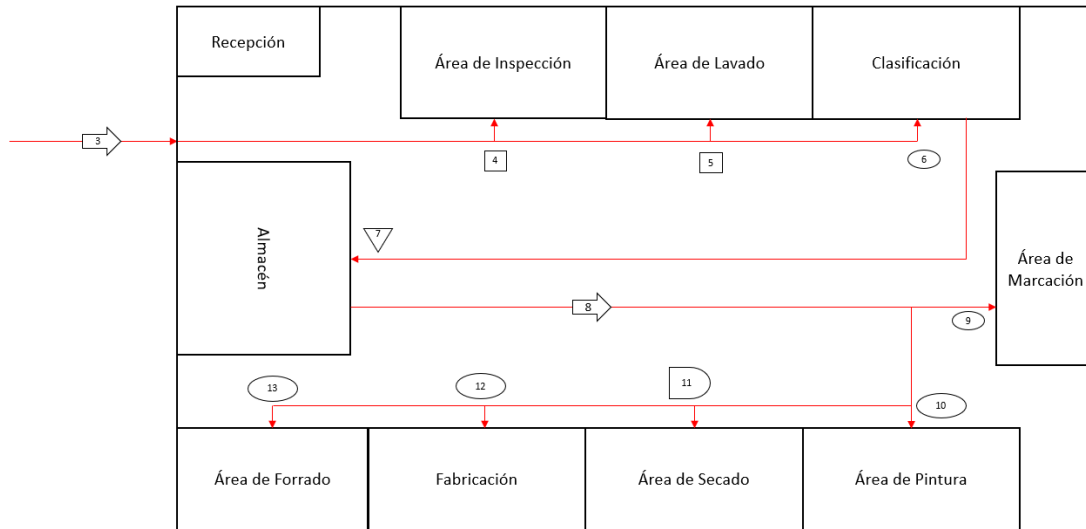 Recepción
Área de Inspección
Área de Lavado
Clasificación
3
4
5
6
7
Almacén
Área de
Marcación
8
9
13
12
11
10
Área de Forrado
Fabricación
Área de Secado
Área de Pintura